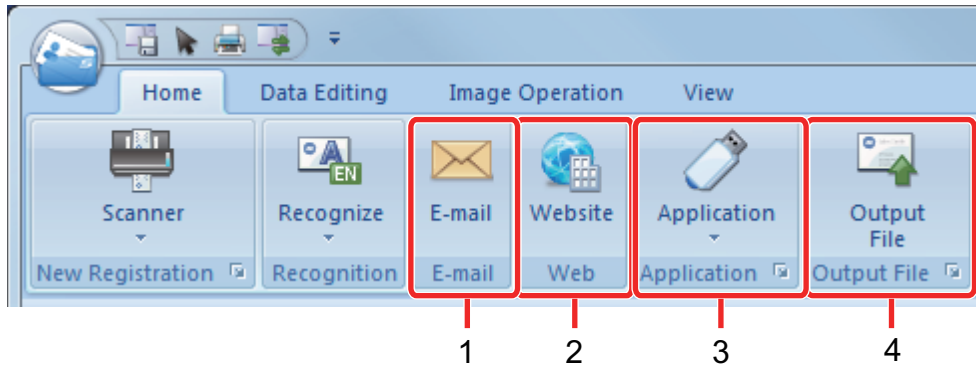 Home Data Editing Image Operation View
EN
Scanner Recognize E-mail Website Application Output
File
New Registration Recognition E-mail Web Application Output File
1 2 3 4